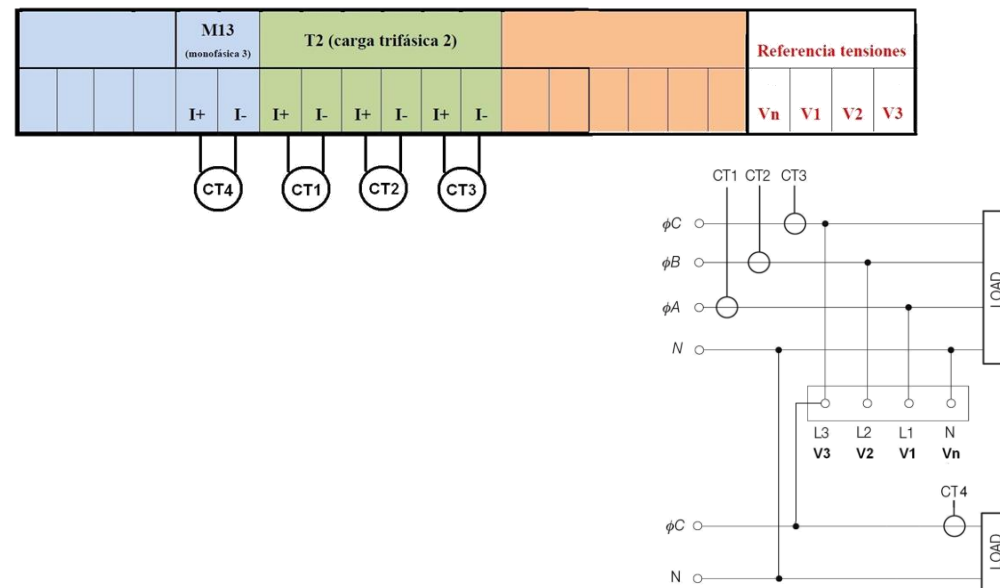 M13
(monofásica 3)
T2 (carga trifásica 2)
Referencia tensiones
I+ I- I+ I- I+ I- I+ I- Vn V1 V2 V3
CT4 CT1 CT2 CT3
CT1 CT2 CT3
ϕC
ϕB
ϕA
N
LOAD
L3 L2 L1 N
V3 V2 V1 Vn
CT4
ϕC
N
LOAD